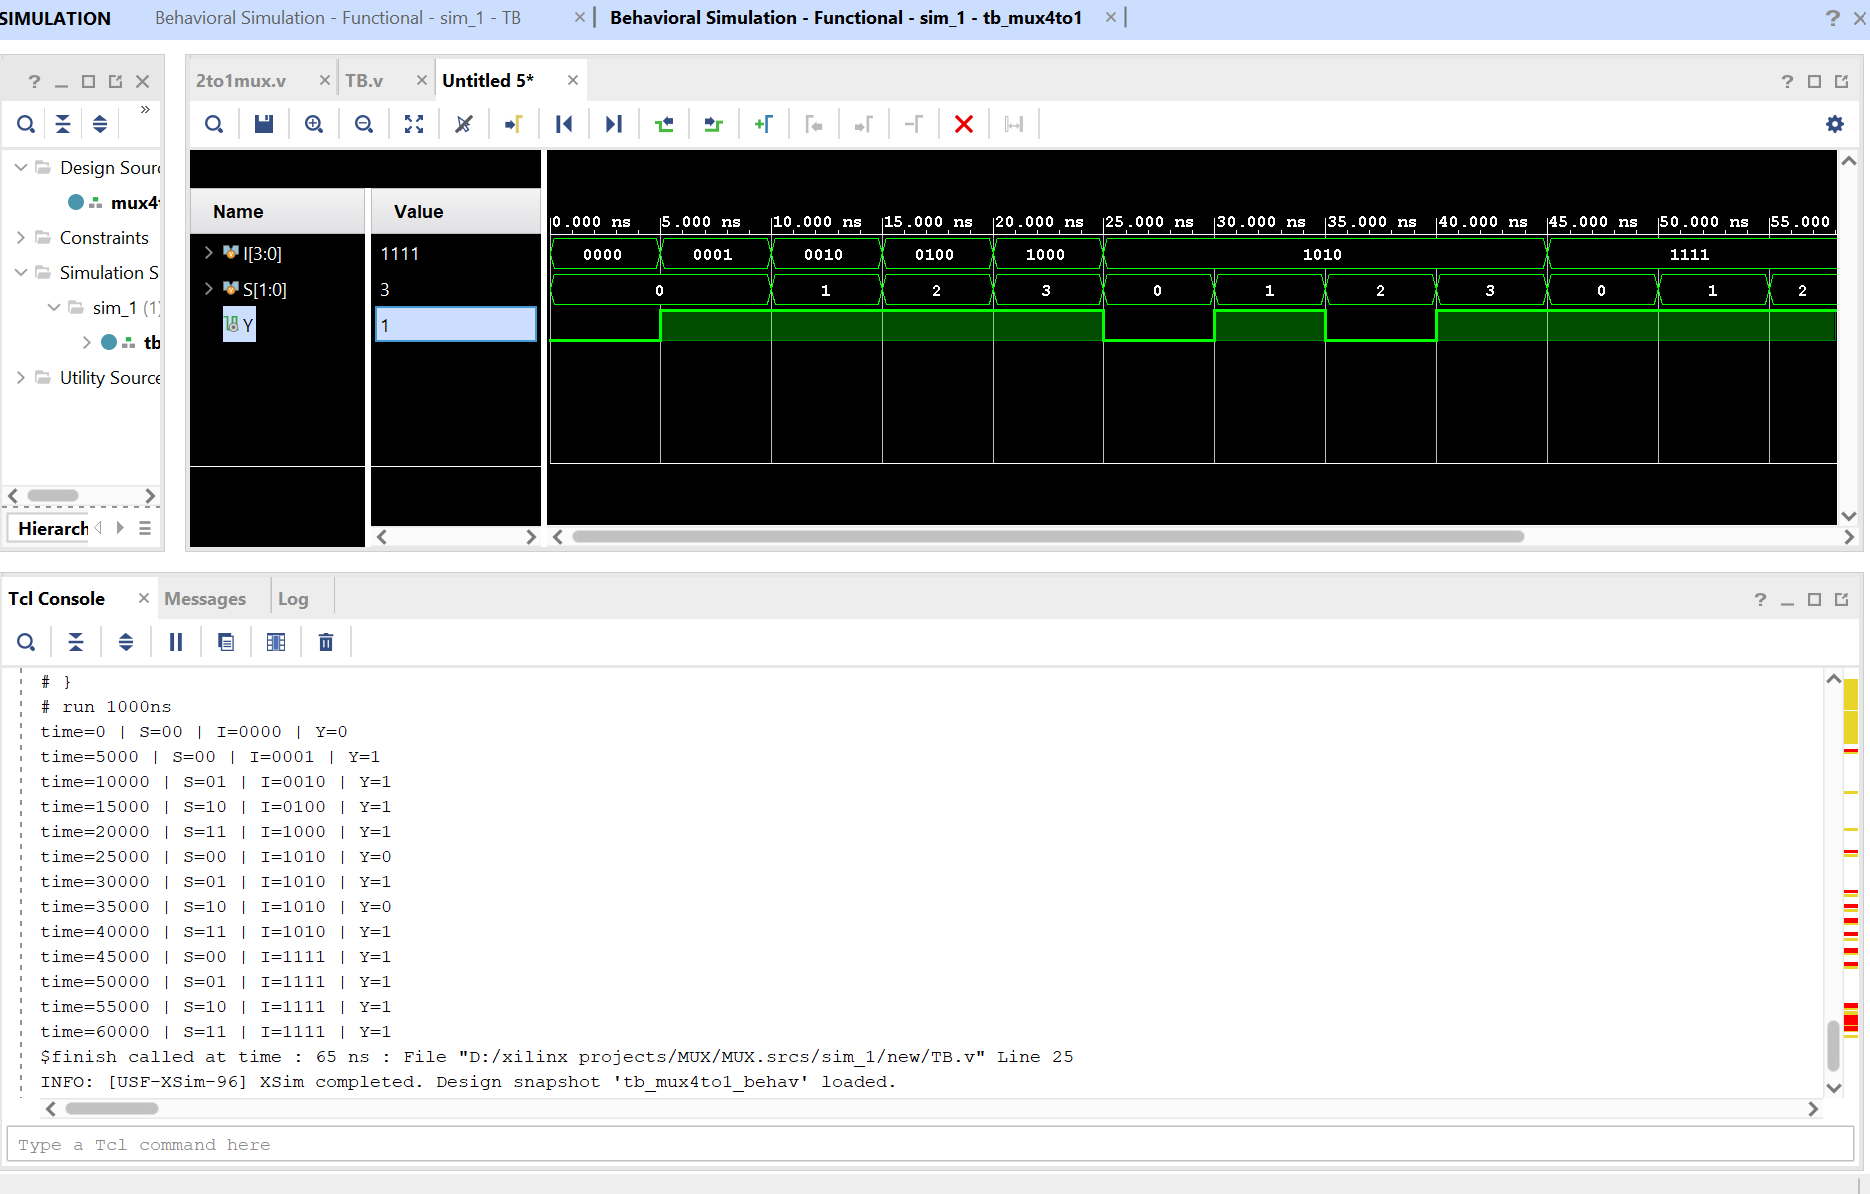 SIMULATION Behavioral Simulation - Functional - sim_1 - TB Behavioral Simulation - Functional - sim_1 - tb_mux4to1
2to1mux.v TB.v Untitled 5*
Design Sourc
mux4t
Constraints
Simulation S
sim_1 (1)
tb
Utility Source
Hierarch
Name Value
0.000 ns 5.000 ns 10.000 ns 15.000 ns 20.000 ns 25.000 ns 30.000 ns 35.000 ns 40.000 ns 45.000 ns 50.000 ns 55.000
I[3:0] 1111 0000 0001 0010 0100 1000 1010 1111
S[1:0] 3 0 1 2 3 0 1 2 3 0 1 2
Y 1
Tcl Console Messages Log
# }
# run 1000ns
time=0 | S=00 | I=0000 | Y=0
time=5000 | S=00 | I=0001 | Y=1
time=10000 | S=01 | I=0010 | Y=1
time=15000 | S=10 | I=0100 | Y=1
time=20000 | S=11 | I=1000 | Y=1
time=25000 | S=00 | I=1010 | Y=0
time=30000 | S=01 | I=1010 | Y=1
time=35000 | S=10 | I=1010 | Y=0
time=40000 | S=11 | I=1010 | Y=1
time=45000 | S=00 | I=1111 | Y=1
time=50000 | S=01 | I=1111 | Y=1
time=55000 | S=10 | I=1111 | Y=1
time=60000 | S=11 | I=1111 | Y=1
$finish called at time : 65 ns : File "D:/xilinx projects/MUX/MUX.srcs/sim_1/new/TB.v" Line 25
INFO: [USF-XSim-96] XSim completed. Design snapshot 'tb_mux4to1_behav' loaded.
Type a Tcl command here